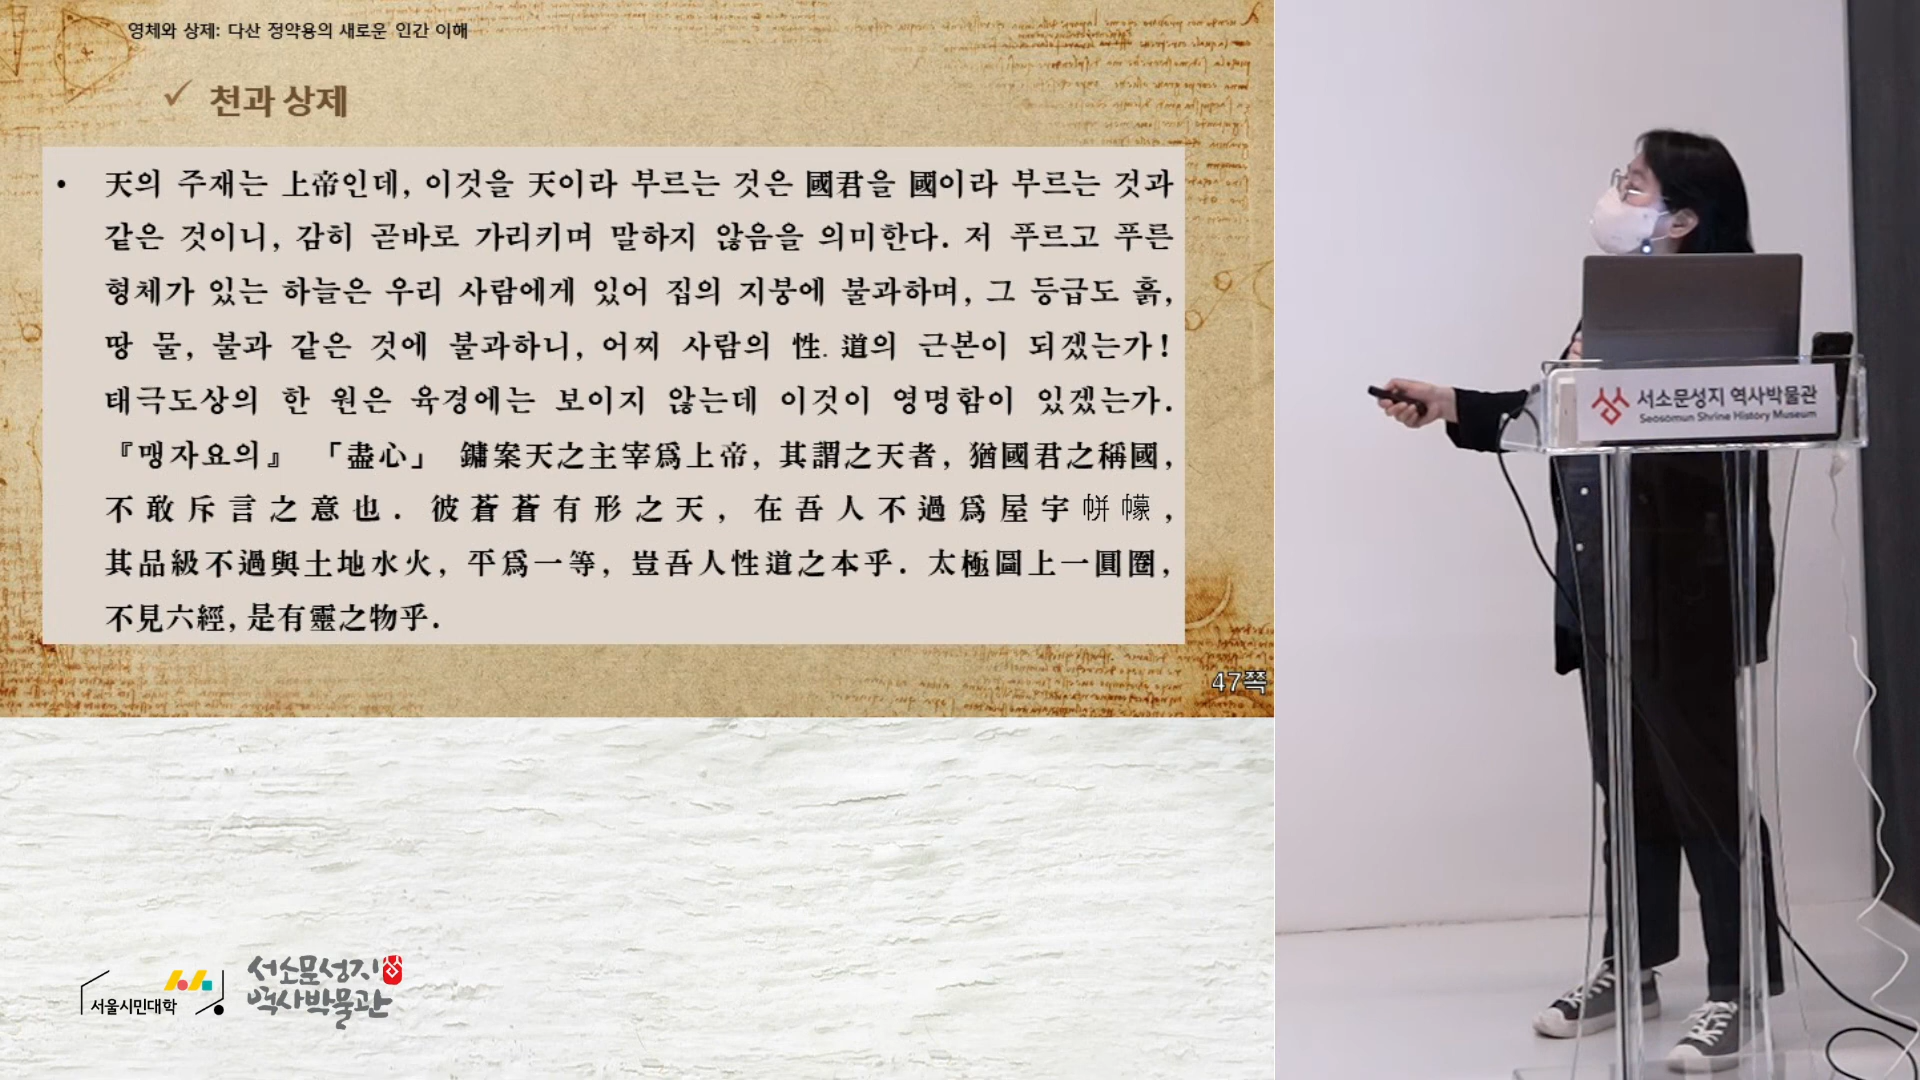 영체와 상제: 다산 정약용의 새로운 인간 이해
✓ 천과 상제
• 天의 주재는 上帝인데, 이것을 天이라 부르는 것은 國君을 國이라 부르는 것과
같은 것이니, 감히 곧바로 가리키며 말하지 않음을 의미한다. 저 푸르고 푸른
형체가 있는 하늘은 우리 사람에게 있어 집의 지붕에 불과하며, 그 등급도 흙,
땅 물, 불과 같은 것에 불과하니, 어찌 사람의 性. 道의 근본이 되겠는가!
태극도상의 한 원은 육경에는 보이지 않는데 이것이 영명함이 있겠는가.
『맹자요의』 「盡心」 鏞案天之主宰爲上帝, 其謂之天者, 猶國君之稱國,
不敢斥言之意也. 彼蒼蒼有形之天, 在吾人不過爲屋宇帡幪,
其品級不過與土地水火, 平爲一等, 豈吾人性道之本乎. 太極圖上一圓圈,
不見六經, 是有靈之物乎.
47쪽
서울시민대학
서소문성지
역사박물관
서소문성지 역사박물관
Seosomun Shrine History Museum